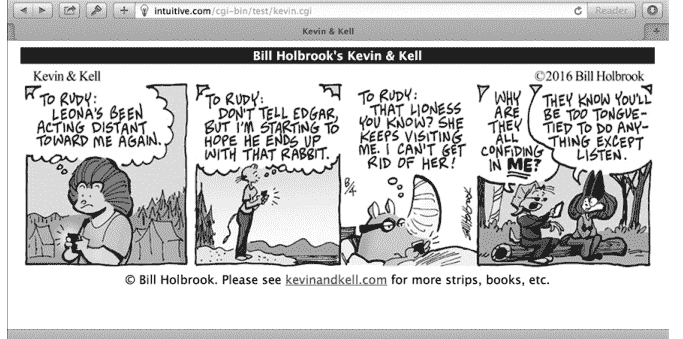 intuitive.com/cgi-bin/test/kevin.cgi
Reader
Kevin & Kell
Bill Holbrook's Kevin & Kell
Kevin & Kell
©2016 Bill Holbrook
TO RUDY:
LEONA'S BEEN
ACTING DISTANT
TOWARD ME AGAIN.
TO RUDY:
DON'T TELL EDGAR,
BUT I'M STARTING TO
HOPE HE ENDS UP
WITH THAT RABBIT.
TO RUDY:
THAT LIONESS
YOU KNOW? SHE
KEEPS VISITING
ME. I CAN'T GET
RID OF HER!
8/4
Holbrook
WHY
ARE
THEY
ALL
CONFIDING
IN ME?
THEY KNOW YOU'LL
BE TOO TONGUE-
TIED TO DO ANY-
THING EXCEPT
LISTEN.
© Bill Holbrook. Please see kevinandkell.com for more strips, books, etc.